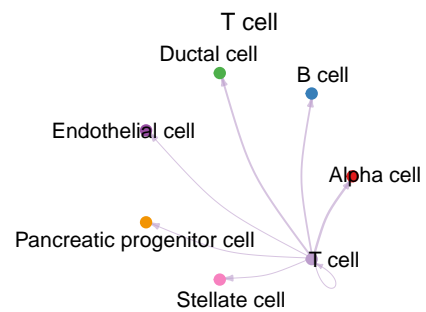 T cell
Ductal cell
B cell
Endothelial cell
Alpha cell
Pancreatic progenitor cell
T cell
Stellate cell